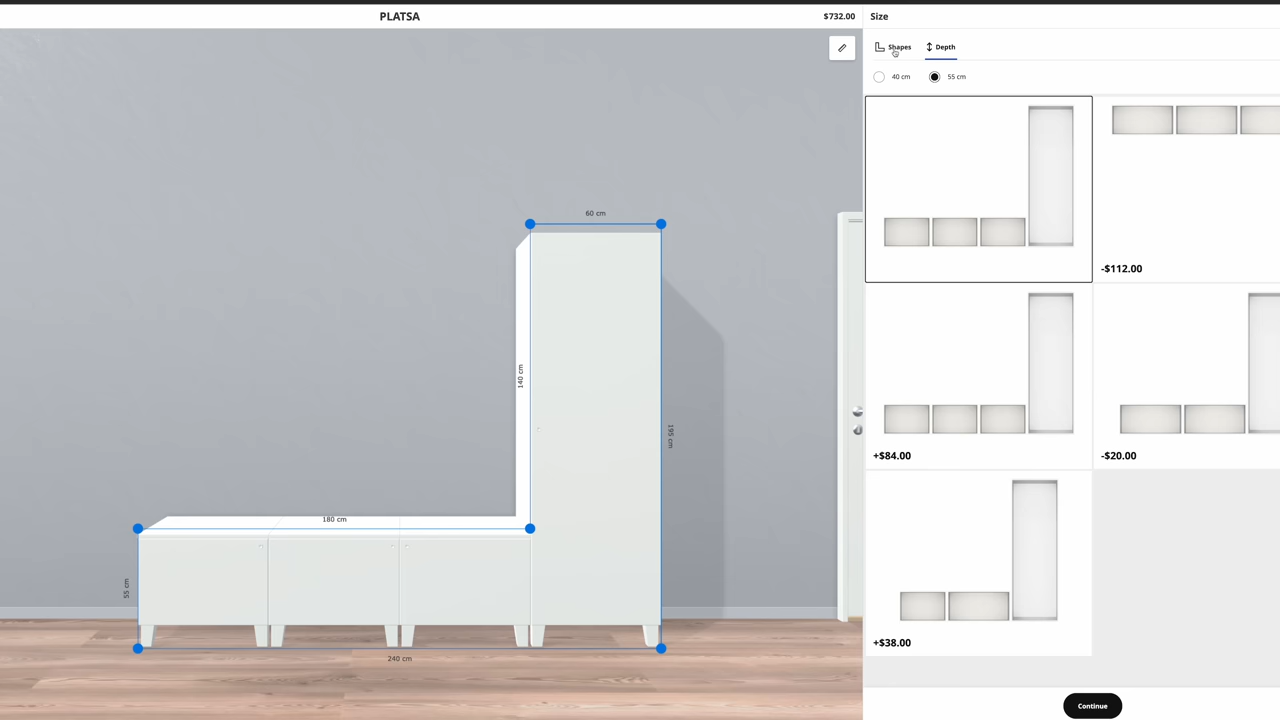 PLATSA
$732.00
Size
Shapes
Depth
40 cm
55 cm
60 cm
140 cm
195 cm
180 cm
55 cm
240 cm
-$112.00
+$84.00
-$20.00
+$38.00
Continue